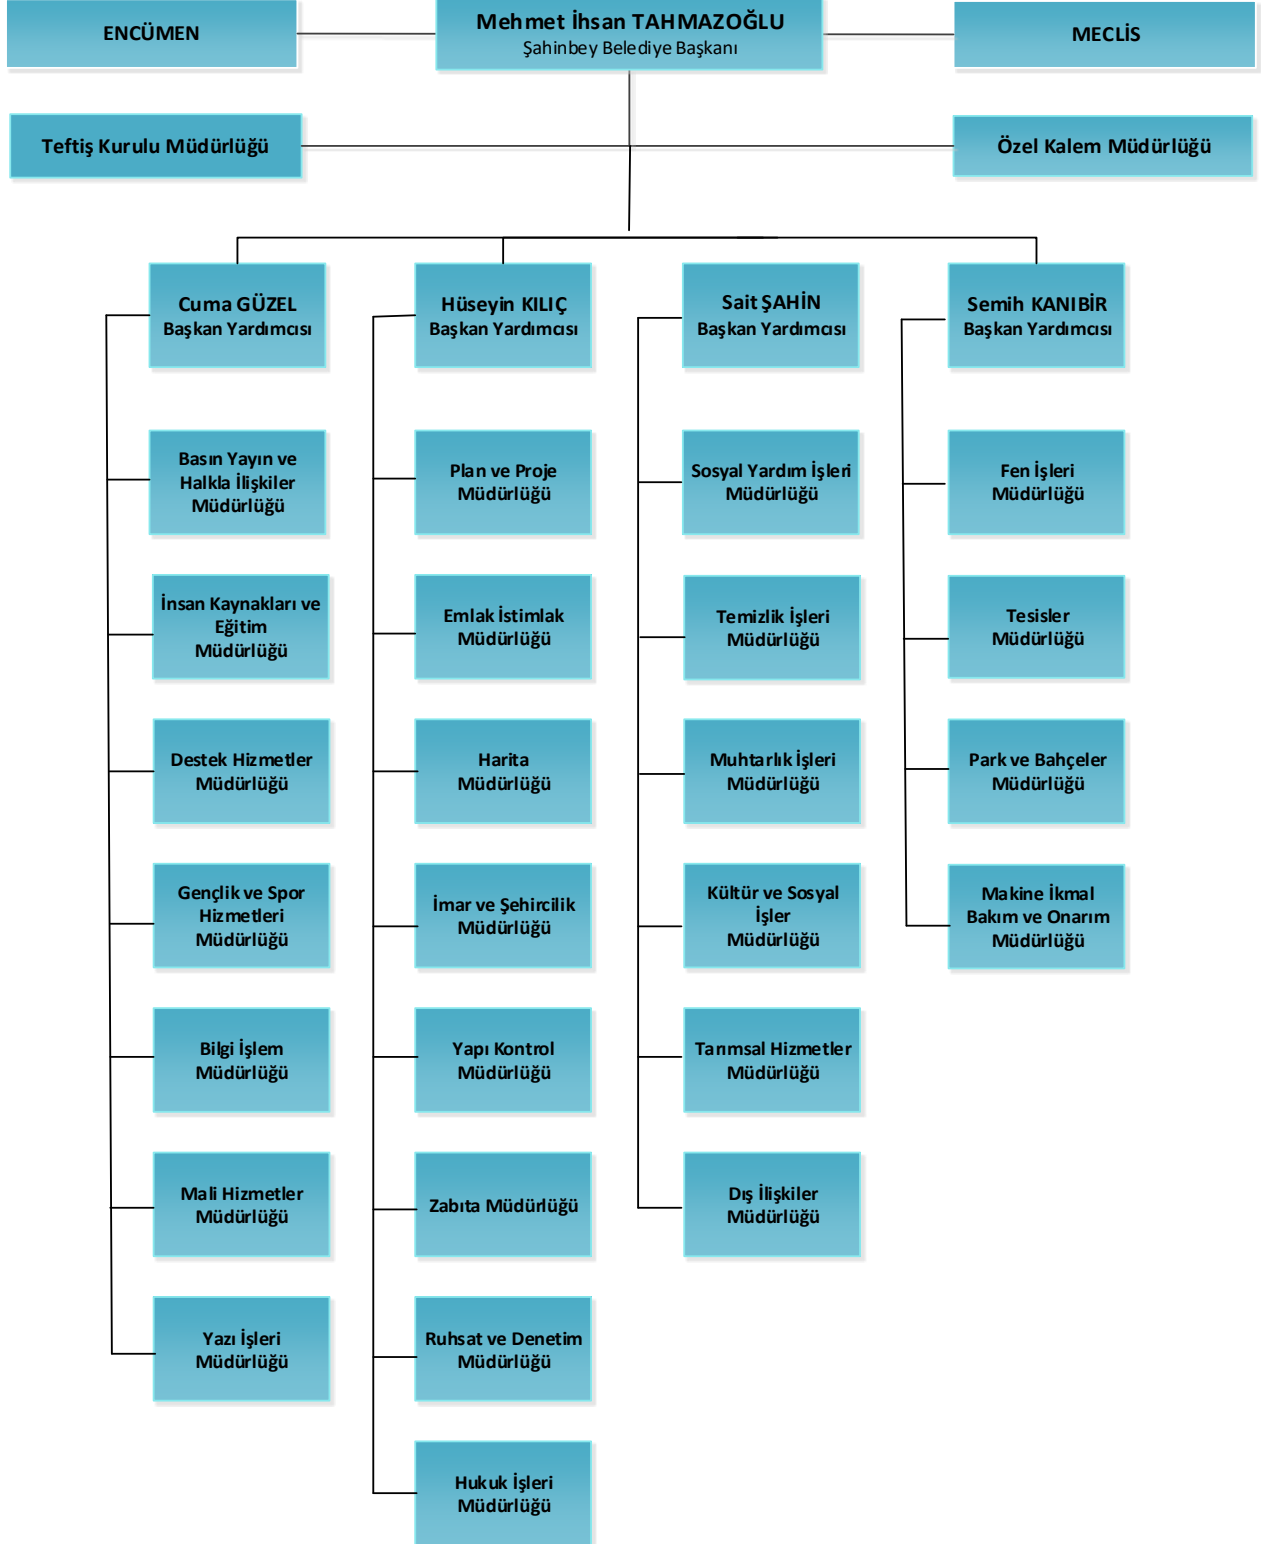 ENCÜMEN
Mehmet İhsan TAHMAZOĞLU
Şahinbey Belediye Başkanı
MECLİS
Teftiş Kurulu Müdürlüğü
Özel Kalem Müdürlüğü
Cuma GÜZEL
Başkan Yardımcısı
Hüseyin KILIÇ
Başkan Yardımcısı
Sait ŞAHİN
Başkan Yardımcısı
Semih KANIBİR
Başkan Yardımcısı
Basın Yayın ve
Halkla İlişkiler
Müdürlüğü
Plan ve Proje
Müdürlüğü
Sosyal Yardım İşleri
Müdürlüğü
Fen İşleri
Müdürlüğü
İnsan Kaynakları ve
Eğitim
Müdürlüğü
Emlak İstimlak
Müdürlüğü
Temizlik İşleri
Müdürlüğü
Tesisler
Müdürlüğü
Destek Hizmetler
Müdürlüğü
Harita
Müdürlüğü
Muhtarlık İşleri
Müdürlüğü
Park ve Bahçeler
Müdürlüğü
Gençlik ve Spor
Hizmetleri
Müdürlüğü
İmar ve Şehircilik
Müdürlüğü
Kültür ve Sosyal
İşler
Müdürlüğü
Makine İkmal
Bakım ve Onarım
Müdürlüğü
Bilgi İşlem
Müdürlüğü
Yapı Kontrol
Müdürlüğü
Tarımsal Hizmetler
Müdürlüğü
Mali Hizmetler
Müdürlüğü
Zabıta Müdürlüğü
Dış İlişkiler
Müdürlüğü
Yazı İşleri
Müdürlüğü
Ruhsat ve Denetim
Müdürlüğü
Hukuk İşleri
Müdürlüğü